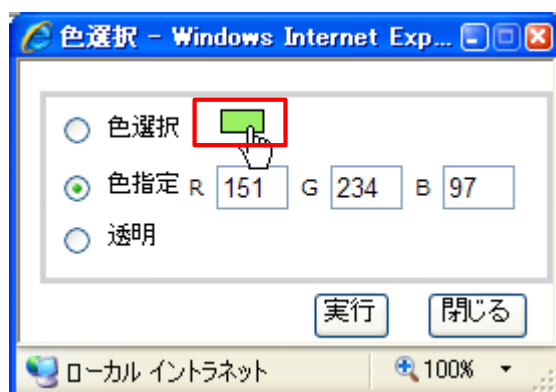 色選択 - Windows Internet Exp...
色選択
色指定 R 151 G 234 B 97
透明
実行 閉じる
ローカル イントラネット 100%